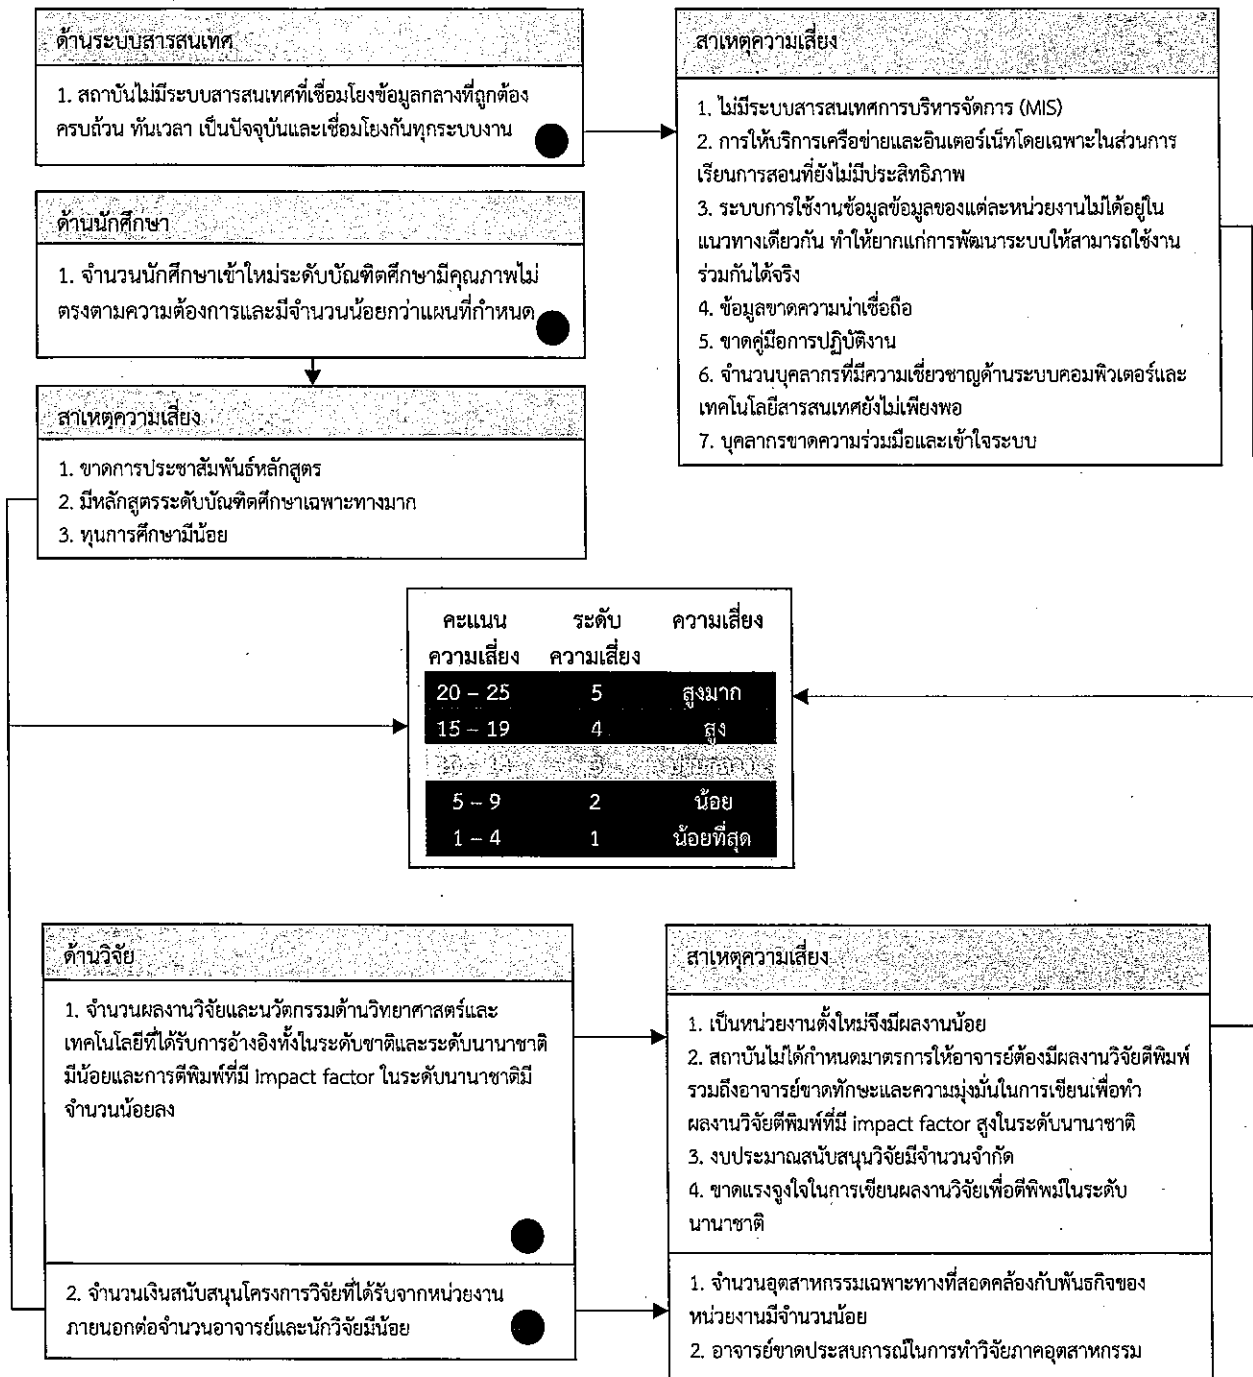 ด้านระบบสารสนเทศ
1. สถาบันไม่มีระบบสารสนเทศที่เชื่อมโยงข้อมูลกลางที่ถูกต้อง
ครบถ้วน ทันเวลา เป็นปัจจุบันและเชื่อมโยงกันทุกระบบงาน
สาเหตุความเสี่ยง
1. ไม่มีระบบสารสนเทศการบริหารจัดการ (MIS)
2. การให้บริการเครือข่ายและอินเตอร์เน็ทโดยเฉพาะในส่วนการ
เรียนการสอนที่ยังไม่มีประสิทธิภาพ
3. ระบบการใช้งานข้อมูลข้อมูลของแต่ละหน่วยงานไม่ได้อยู่ใน
แนวทางเดียวกัน ทำให้ยากแก่การพัฒนาระบบให้สามารถใช้งาน
ร่วมกันได้จริง
4. ข้อมูลขาดความน่าเชื่อถือ
5. ขาดคู่มือการปฏิบัติงาน
6. จำนวนบุคลากรที่มีความเชี่ยวชาญด้านระบบคอมพิวเตอร์และ
เทคโนโลยีสารสนเทศยังไม่เพียงพอ
7. บุคลากรขาดความร่วมมือและเข้าใจระบบ
ด้านนักศึกษา
1. จำนวนนักศึกษาเข้าใหม่ระดับบัณฑิตศึกษามีคุณภาพไม่
ตรงตามความต้องการและมีจำนวนน้อยกว่าแผนที่กำหนด
สาเหตุความเสี่ยง
1. ขาดการประชาสัมพันธ์หลักสูตร
2. มีหลักสูตรระดับบัณฑิตศึกษาเฉพาะทางมาก
3. ทุนการศึกษามีน้อย
คะแนน ระดับ ความเสี่ยง
ความเสี่ยง ความเสี่ยง
20 – 25 5 สูงมาก
15 – 19 4 สูง
5 – 9 2 น้อย
1 – 4 1 น้อยที่สุด
ด้านวิจัย
1. จำนวนผลงานวิจัยและนวัตกรรมด้านวิทยาศาสตร์และ
เทคโนโลยีที่ได้รับการอ้างอิงทั้งในระดับชาติและระดับนานาชาติ
มีน้อยและการตีพิมพ์ที่มี Impact factor ในระดับนานาชาติมี
จำนวนน้อยลง
2. จำนวนเงินสนับสนุนโครงการวิจัยที่ได้รับจากหน่วยงาน
ภายนอกต่อจำนวนอาจารย์และนักวิจัยมีน้อย
สาเหตุความเสี่ยง
1. เป็นหน่วยงานตั้งใหม่จึงมีผลงานน้อย
2. สถาบันไม่ได้กำหนดมาตรการให้อาจารย์ต้องมีผลงานวิจัยตีพิมพ์
รวมถึงอาจารย์ขาดทักษะและความมุ่งมั่นในการเขียนเพื่อทำ
ผลงานวิจัยตีพิมพ์ที่มี impact factor สูงในระดับนานาชาติ
3. งบประมาณสนับสนุนวิจัยมีจำนวนจำกัด
4. ขาดแรงจูงใจในการเขียนผลงานวิจัยเพื่อตีพิพม์ในระดับ
นานาชาติ
1. จำนวนอุตสาหกรรมเฉพาะทางที่สอดคล้องกับพันธกิจของ
หน่วยงานมีจำนวนน้อย
2. อาจารย์ขาดประสบการณ์ในการทำวิจัยภาคอุตสาหกรรม